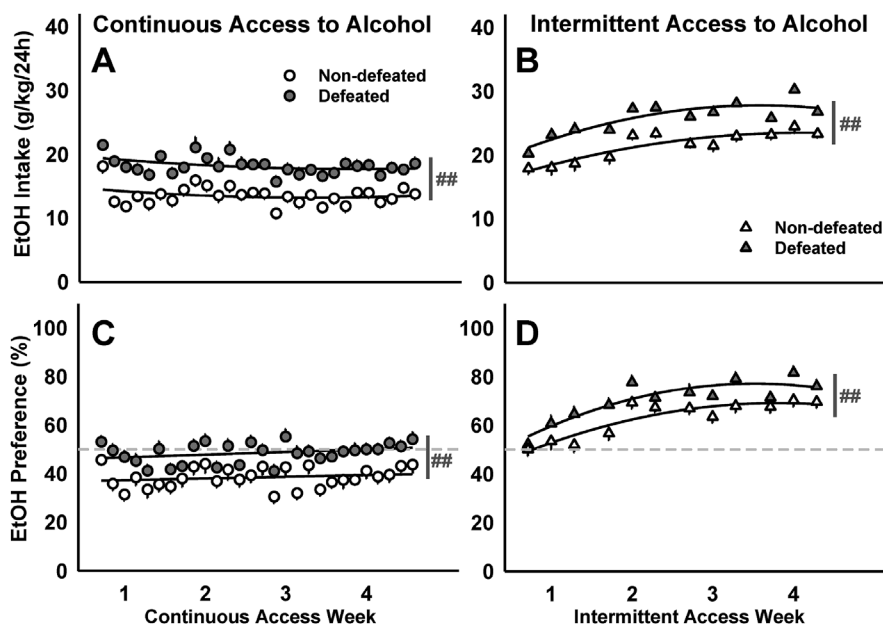 Continuous Access to Alcohol
Intermittent Access to Alcohol
EtOH Intake (g/kg/24h)
40
30
20
10
0
A
Non-defeated
Defeated
##
40
30
20
10
0
B
##
Non-defeated
Defeated
EtOH Preference (%)
100
80
60
40
20
0
C
##
1 2 3 4
Continuous Access Week
100
80
60
40
20
0
D
##
1 2 3 4
Intermittent Access Week